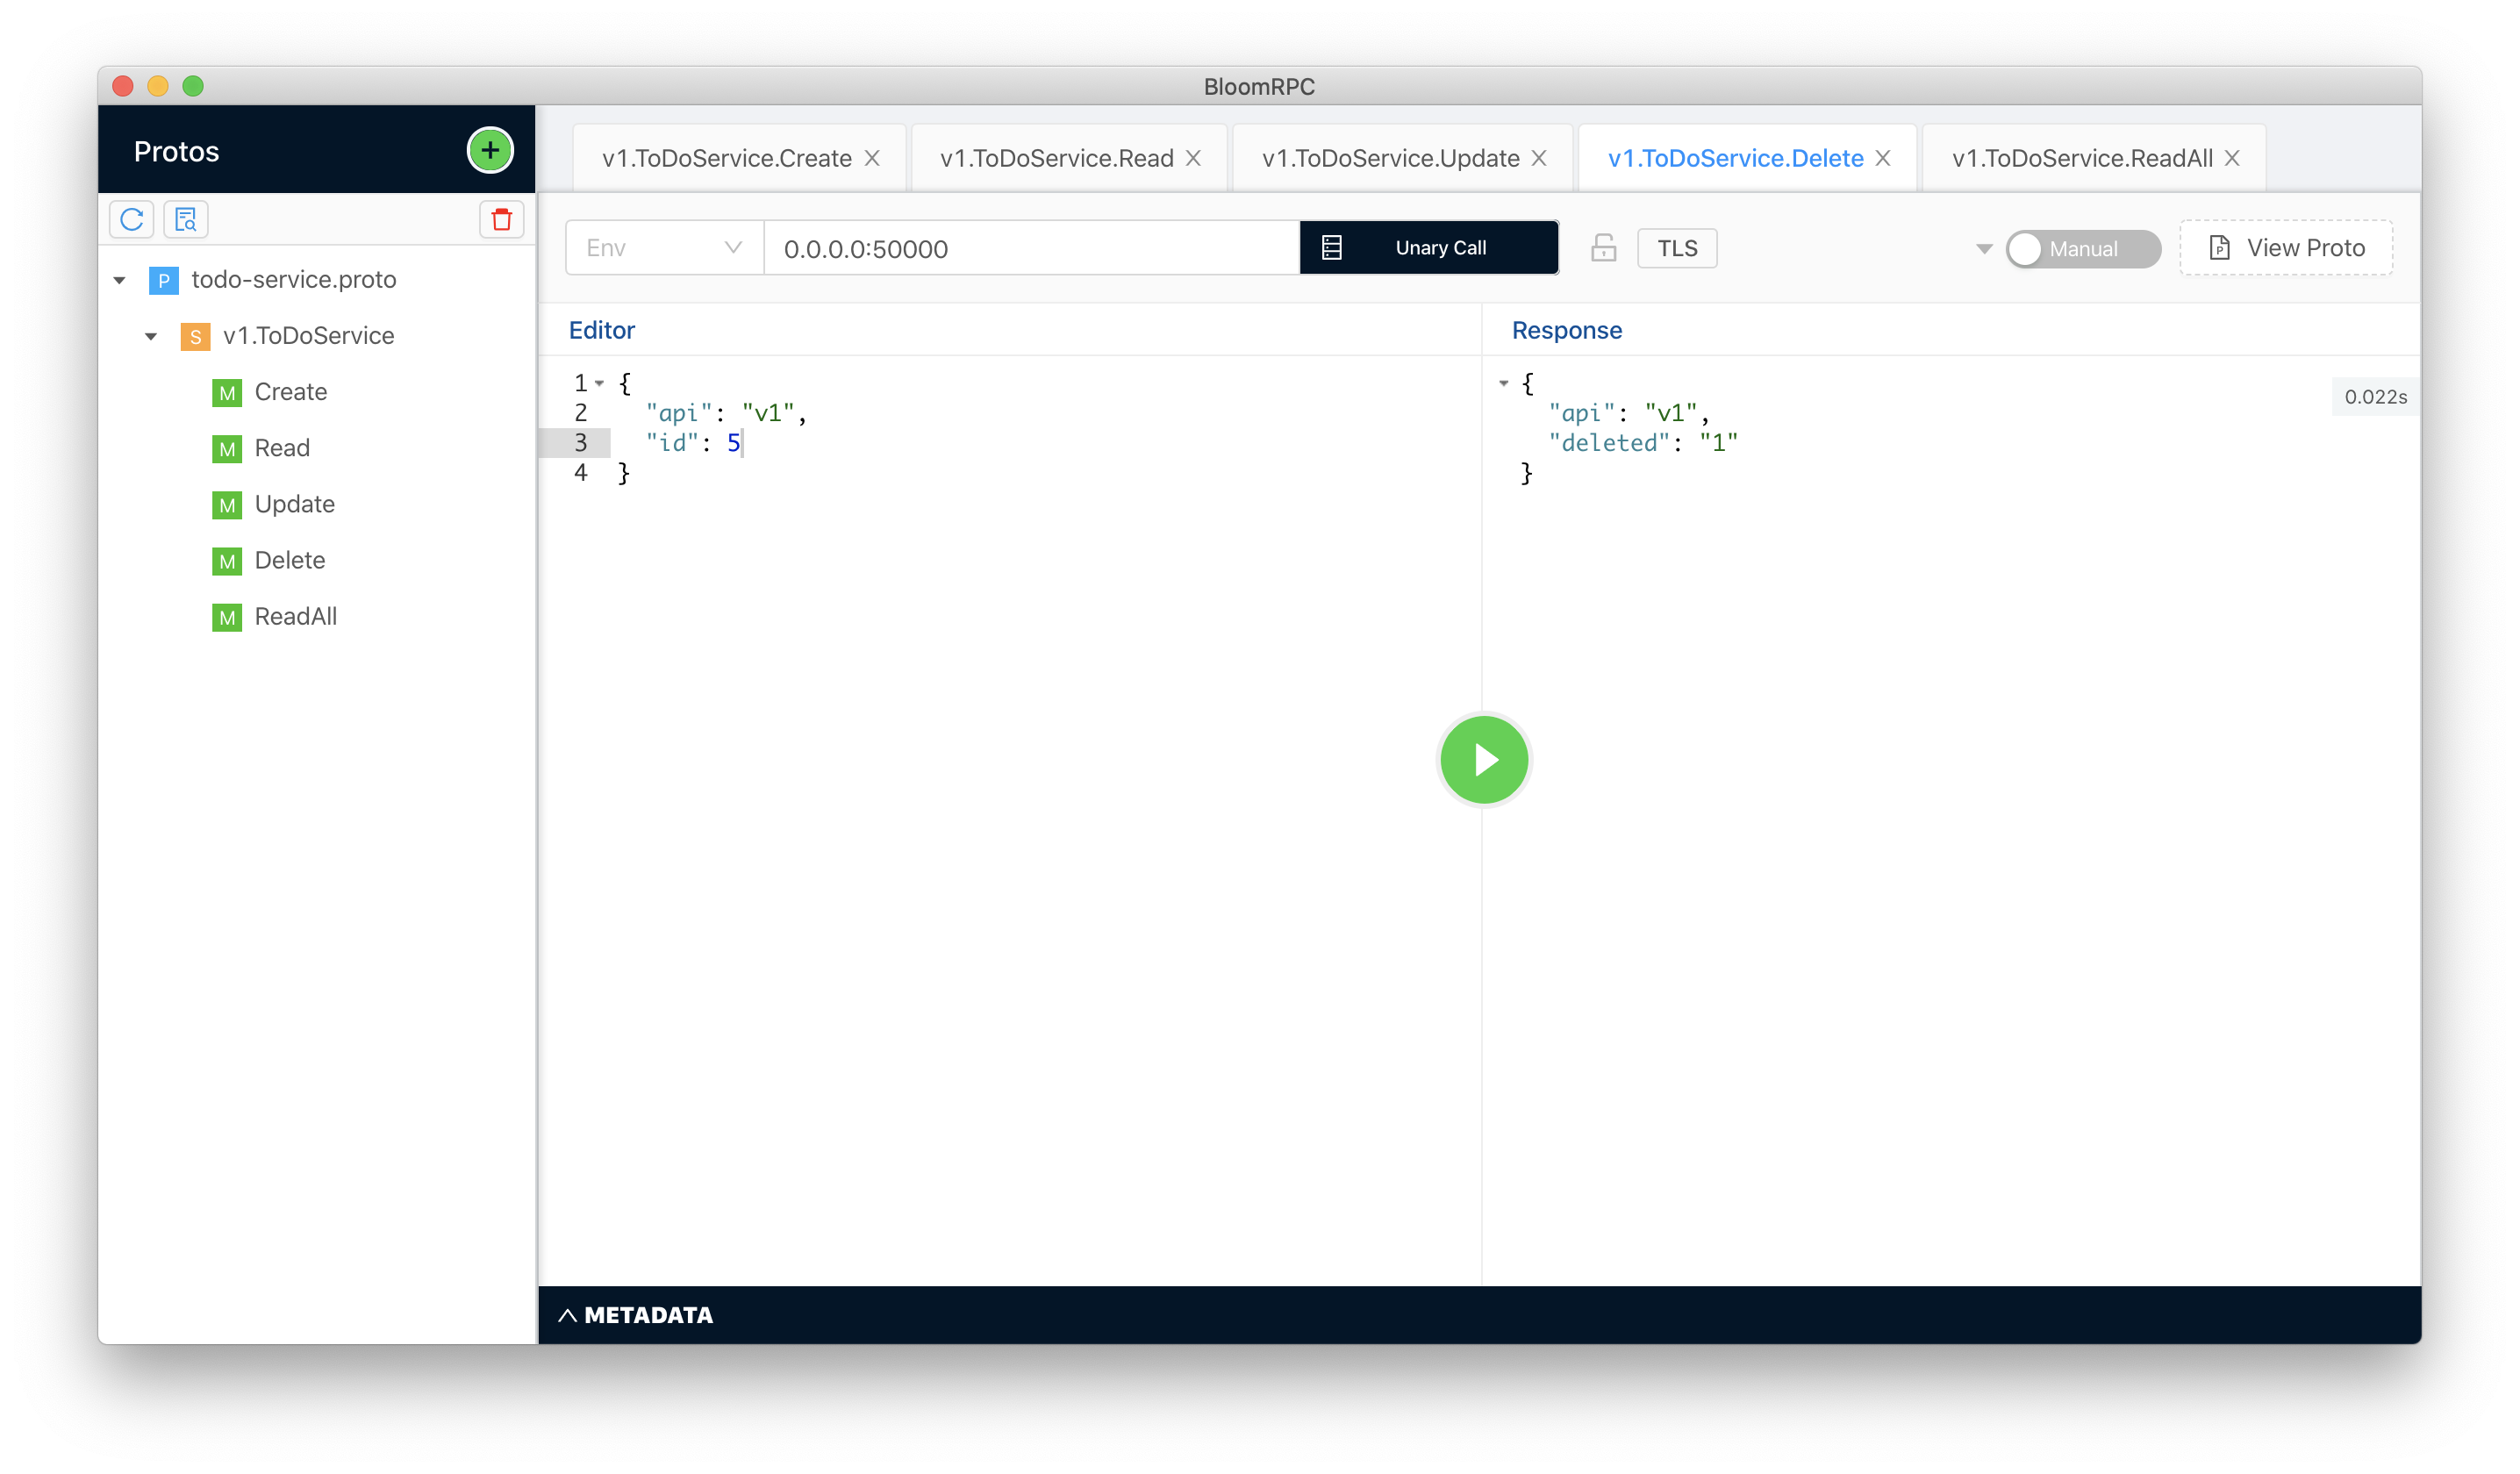 BloomRPC
Protos
v1.ToDoService.Create X v1.ToDoService.Read X v1.ToDoService.Update X v1.ToDoService.Delete X v1.ToDoService.ReadAll X
Env 0.0.0.0:50000 Unary Call TLS Manual P View Proto
P todo-service.proto
S v1.ToDoService
M Create
M Read
M Update
M Delete
M ReadAll
Editor
1 {
2 "api": "v1",
3 "id": 5
4 }
Response
{
"api": "v1",
"deleted": "1"
}
0.022s
METADATA